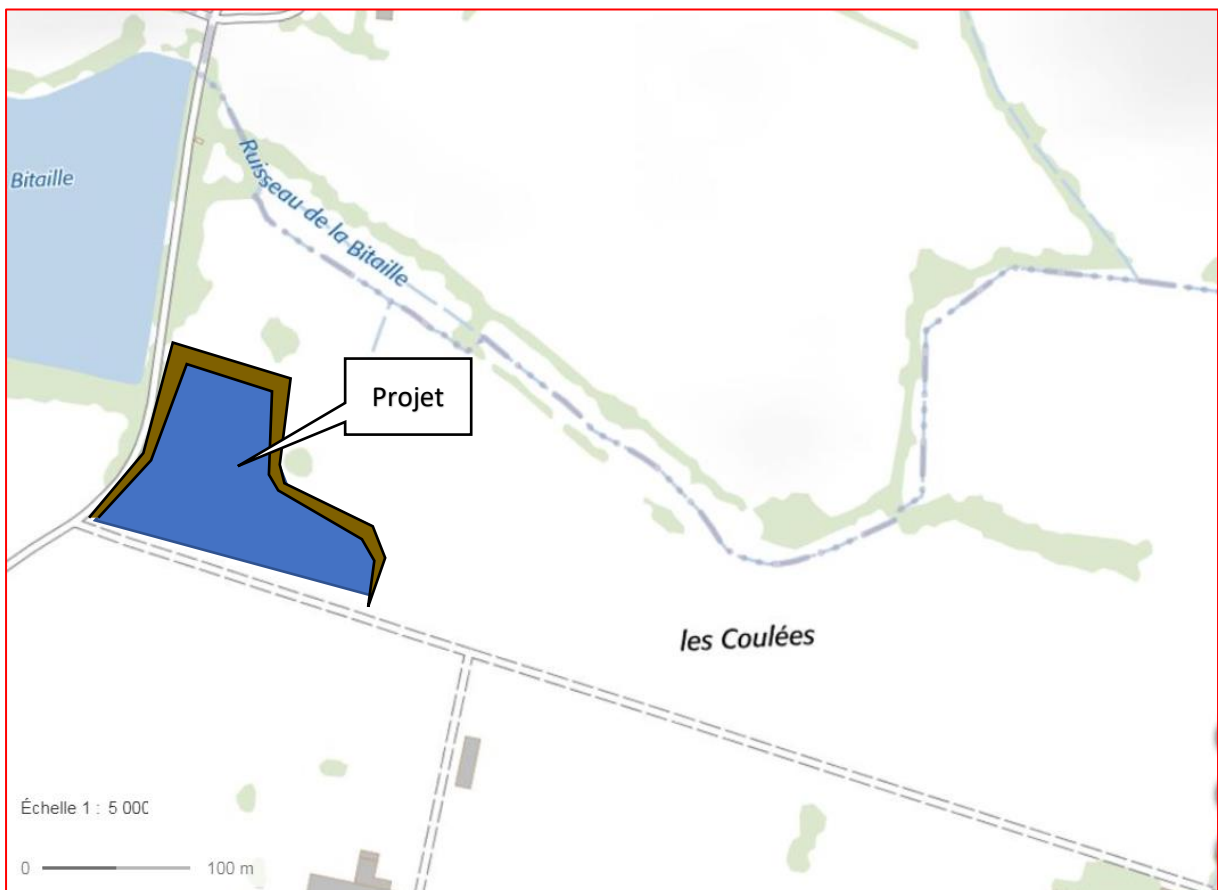 Ruisseau de la Bitaille
Bitaille
Projet
les Coulées
Échelle 1 : 5 000
0 100 m